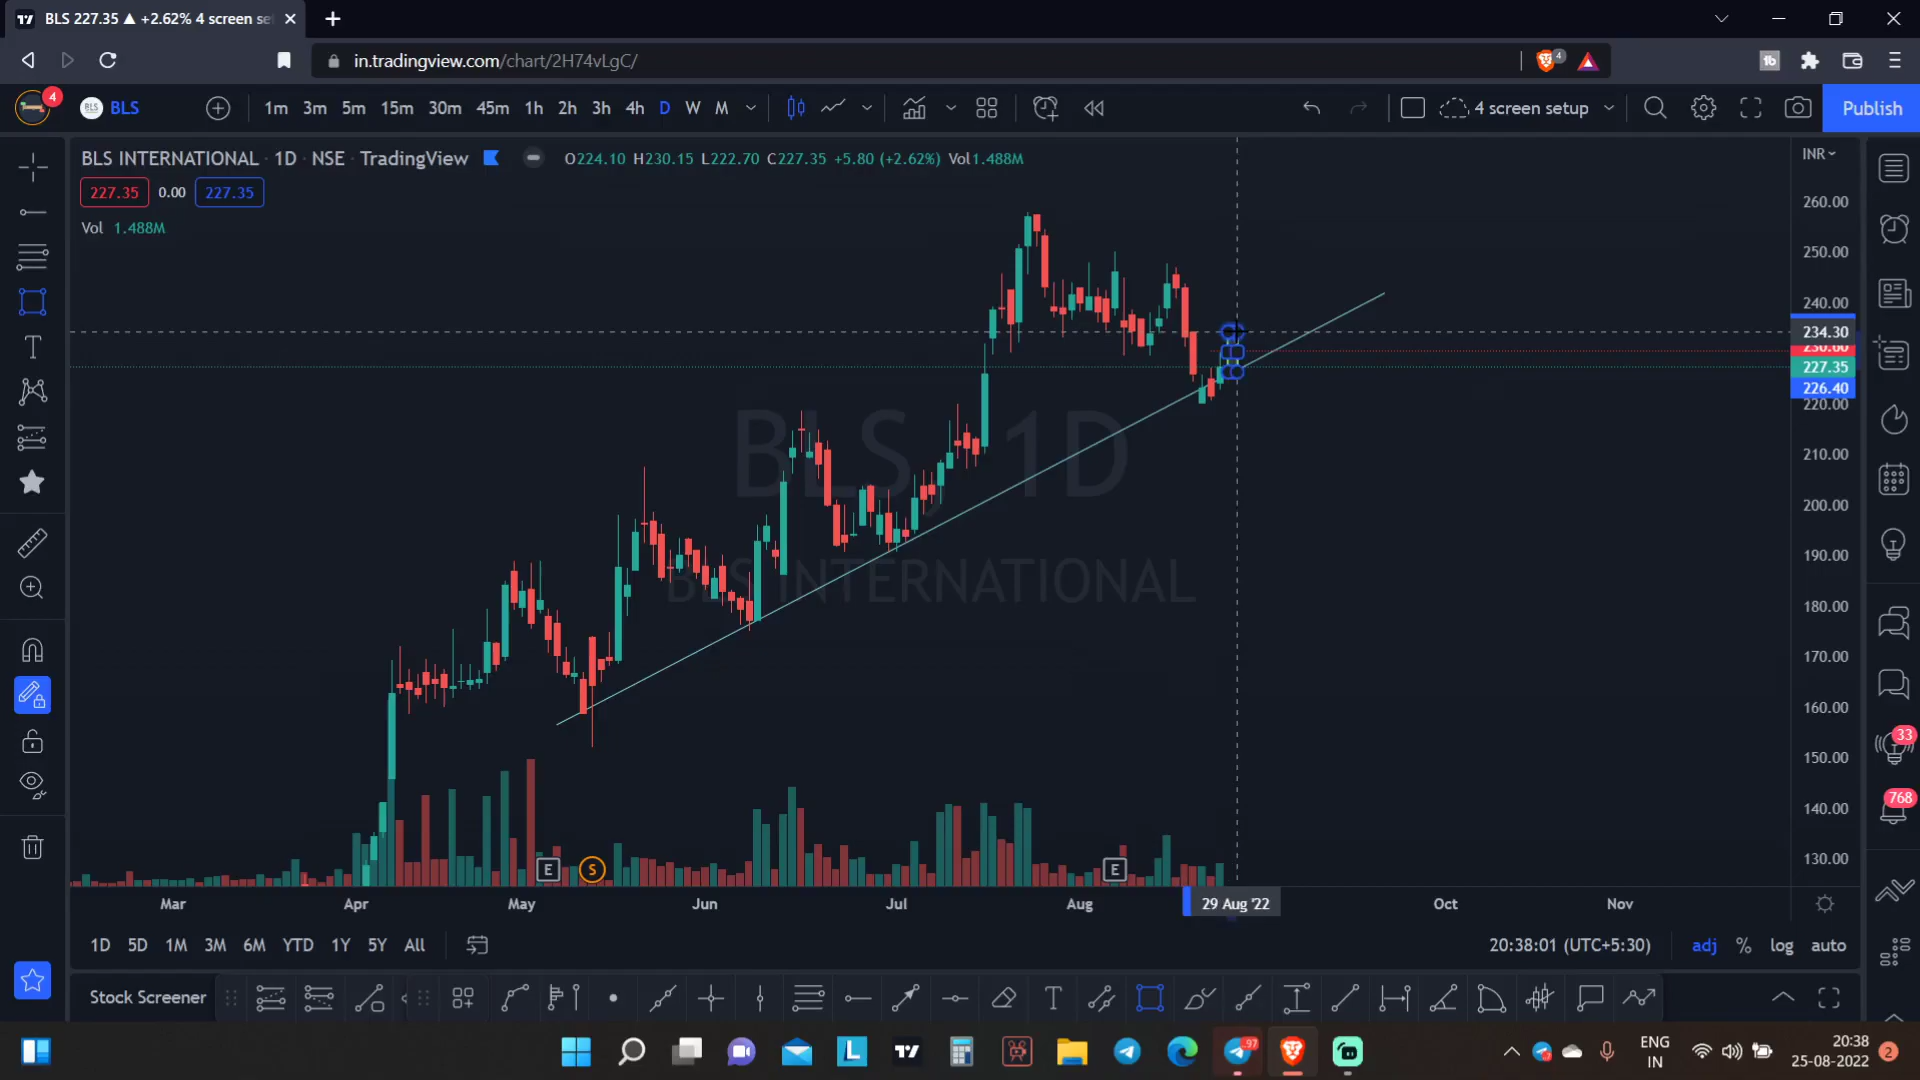 BLS 227.35 ▲ +2.62% 4 screen se
in.tradingview.com/chart/2H74vLgC/
4
4
BLS
BLS
1m 3m 5m 15m 30m 45m 1h 2h 3h 4h D W M
4 screen setup
Publish
BLS INTERNATIONAL · 1D · NSE · TradingView
O224.10 H230.15 L222.70 C227.35 +5.80 (+2.62%) Vol1.488M
INR
227.35 0.00 227.35
Vol 1.488M
260.00
250.00
240.00
234.30
227.35
226.40
220.00
210.00
200.00
190.00
180.00
170.00
160.00
150.00
140.00
130.00
BLS, 1D
BLS INTERNATIONAL
E
S
E
33
768
Mar Apr May Jun Jul Aug 29 Aug '22 Oct Nov
1D 5D 1M 3M 6M YTD 1Y 5Y All
20:38:01 (UTC+5:30) adj % log auto
Stock Screener
97
ENG
IN
20:38
25-08-2022
2